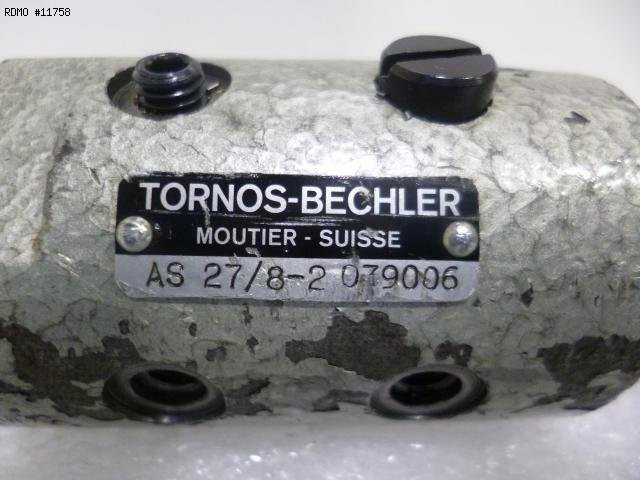 RDMO #11758
TORNOS-BECHLER
MOUTIER - SUISSE
AS 27/8-2 079006